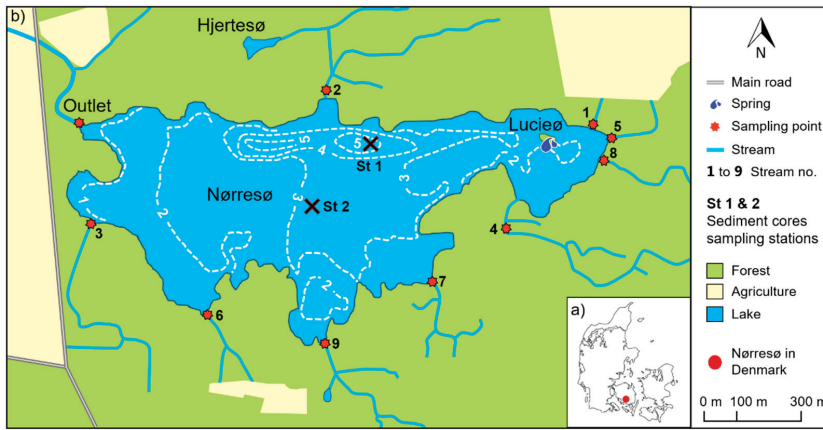 b)
Hjertesø
2
Outlet
Lucieø
1
5
8
5
4
5
2
St 1
3
1
2
Nørresø
3
St 2
3
4
2
7
6
9
a)
N
Main road
Spring
Sampling point
Stream
1 to 9 Stream no.
St 1 & 2
Sediment cores
sampling stations
Forest
Agriculture
Lake
Nørresø in
Denmark
0 m 100 m 300 m